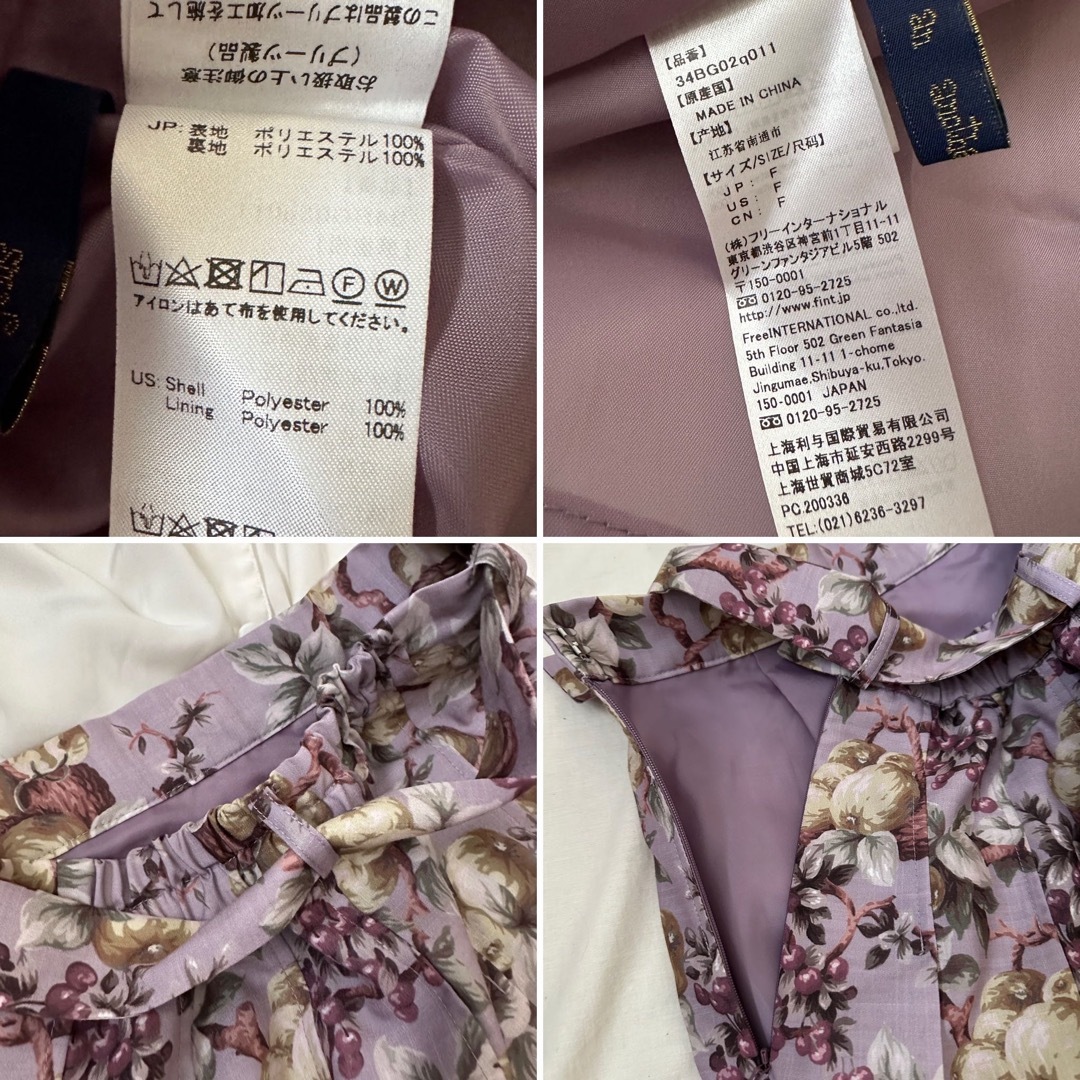 この製品はプリーツ加工を施して
(プリーツ製品)
お取扱い上の御注意
JP: 表地 ポリエステル100%
裏地 ポリエステル100%
F
W
アイロンはあて布を使用してください。
US: Shell Polyester 100%
Lining Polyester 100%
【品番】
34BG02q011
【原産国】
MADE IN CHINA
【产地】
江苏省南通市
【サイズ/SIZE/尺码】
JP: F
US: F
CN: F
(株)フリーインターナショナル
東京都渋谷区神宮前1丁目11-11
グリーンファンタジアビル5階 502
〒150-0001
0120-95-2725
http://www.fint.jp
FreeINTERNATIONAL co.,ltd.
5th Floor 502 Green Fantasia
Building 11-11 1-chome
Jingumae,Shibuya-ku,Tokyo.
150-0001 JAPAN
0120-95-2725
上海利与国際貿易有限公司
中国上海市延安西路2299号
上海世貿商城5C72室
PC.200336
TEL:(021)6236-3297